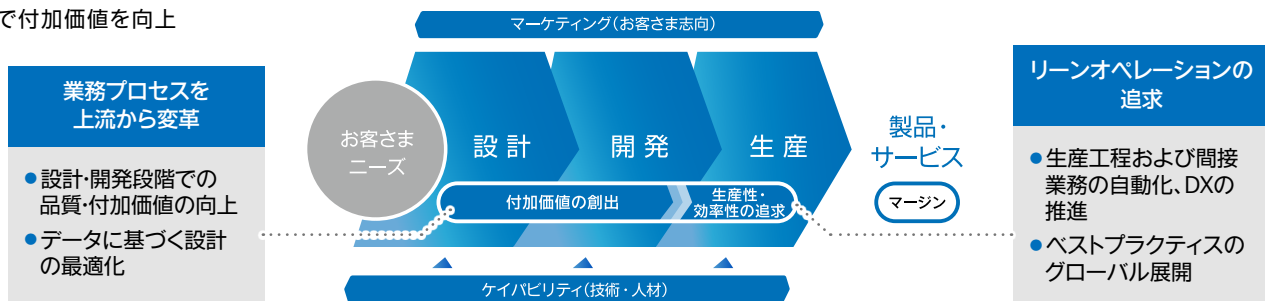 で付加価値を向上
マーケティング(お客さま志向)
業務プロセスを
上流から変革
●設計・開発段階での
品質・付加価値の向上
●データに基づく設計
の最適化
お客さま
ニーズ
設計
開発
生産
付加価値の創出
生産性・
効率性の追求
製品・
サービス
マージン
ケイパビリティ(技術・人材)
リーンオペレーションの
追求
●生産工程および間接
業務の自動化、DXの
推進
●ベストプラクティスの
グローバル展開